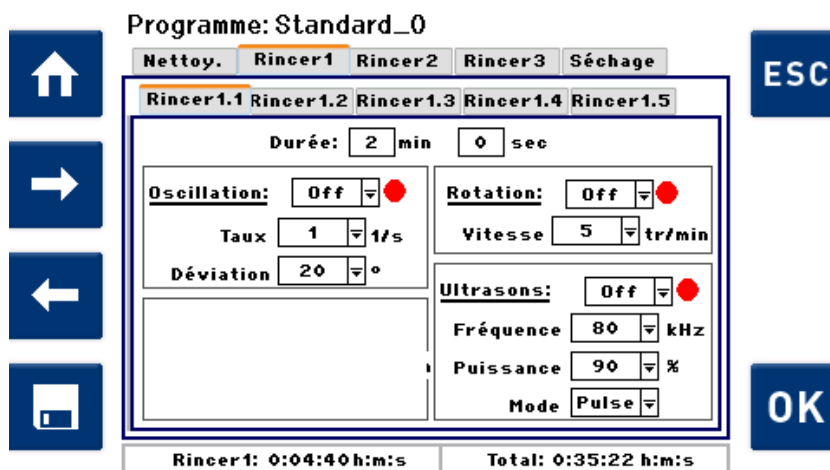 Programme: Standard_0
Nettoy. Rincer1 Rincer2 Rincer3 Séchage
ESC
Rincer1.1 Rincer1.2 Rincer1.3 Rincer1.4 Rincer1.5
Durée: 2 min 0 sec
Oscillation: Off
Taux 1 1/s
Déviation 20 °
Rotation: Off
Vitesse 5 tr/min
Ultrasons: Off
Fréquence 80 kHz
Puissance 90 %
Mode Pulse
OK
Rincer1: 0:04:40 h:m:s Total: 0:35:22 h:m:s